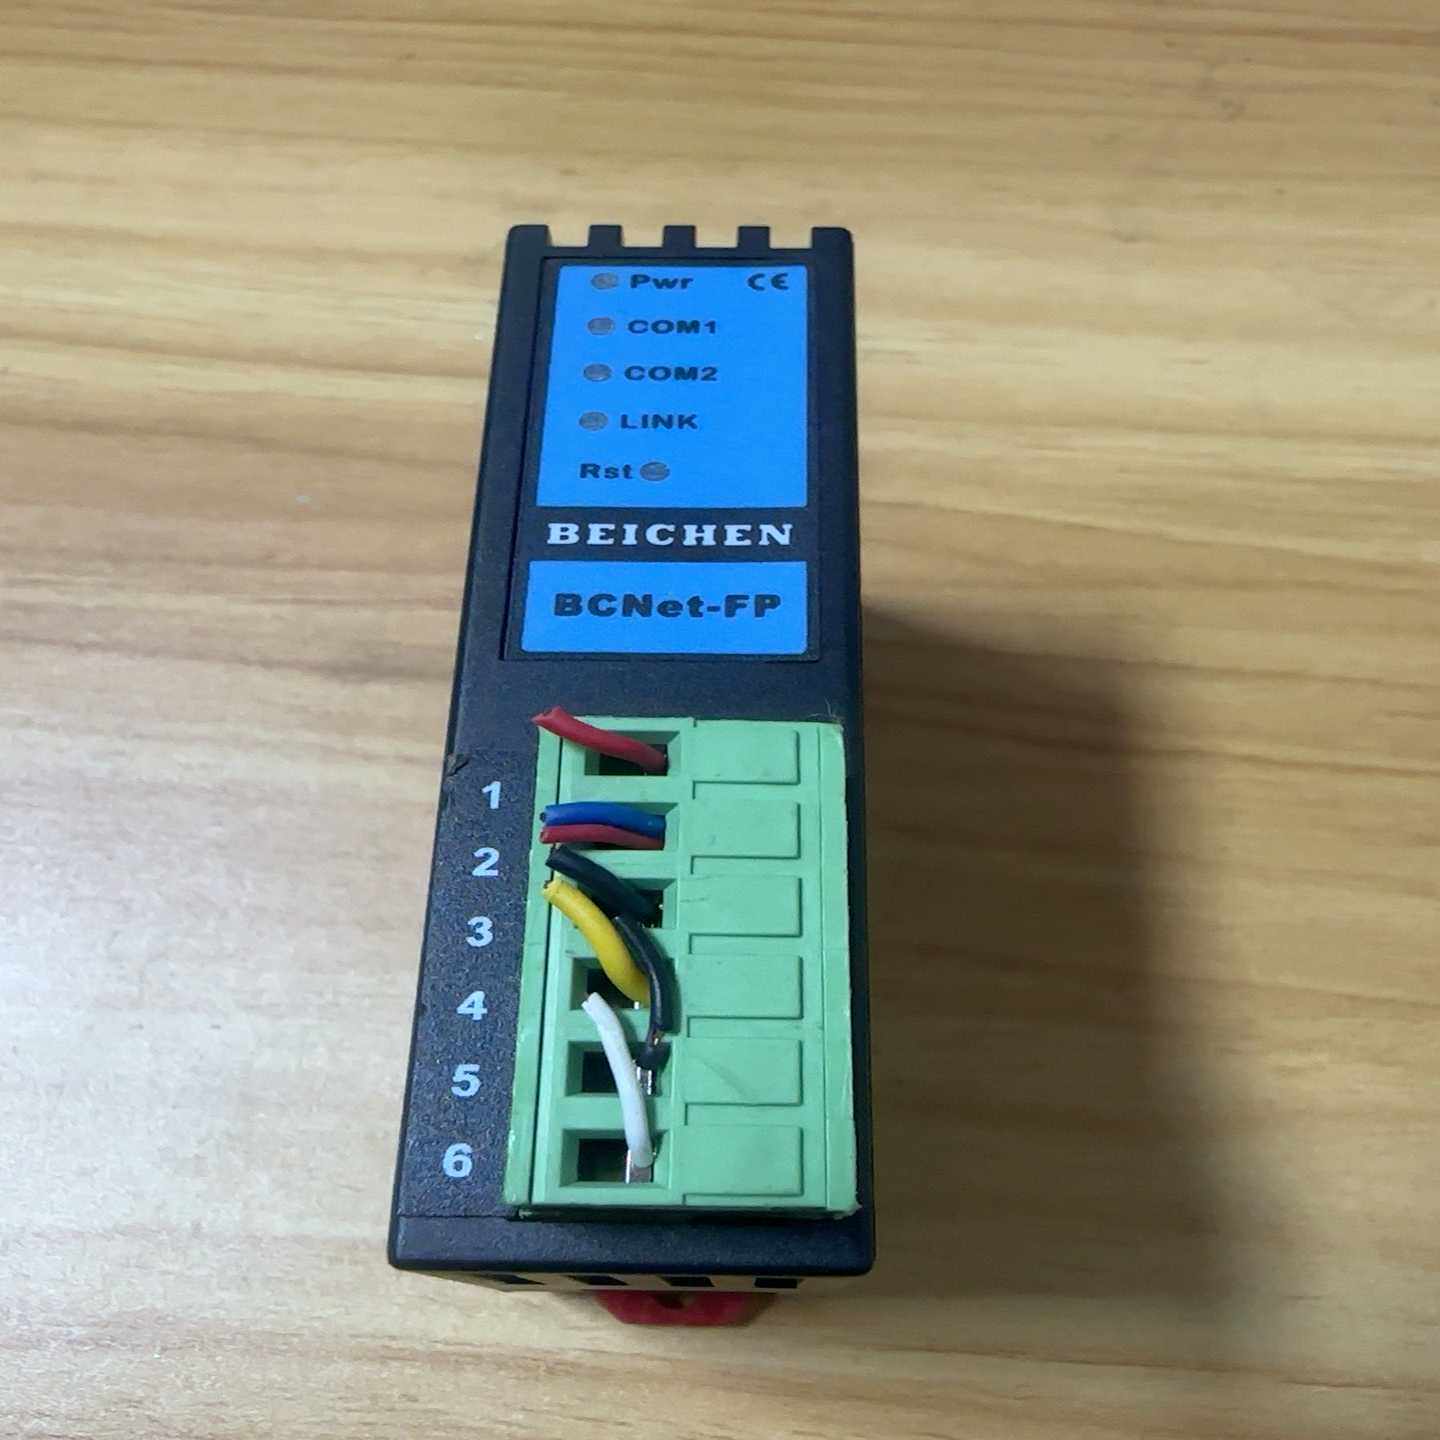 Pwr CE
COM1
COM2
LINK
Rst
BEICHEN
BCNet-FP
1
2
3
4
5
6